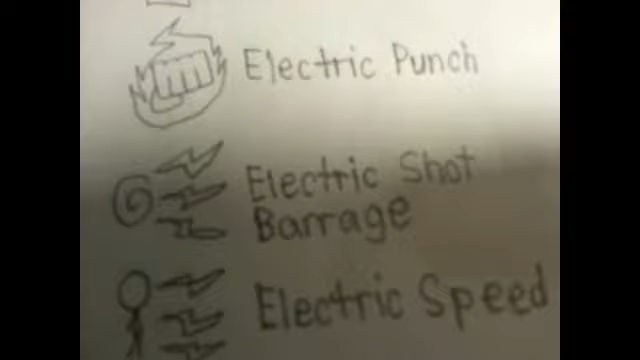 Electric Punch
Electric Shot
Barrage
Electric Speed